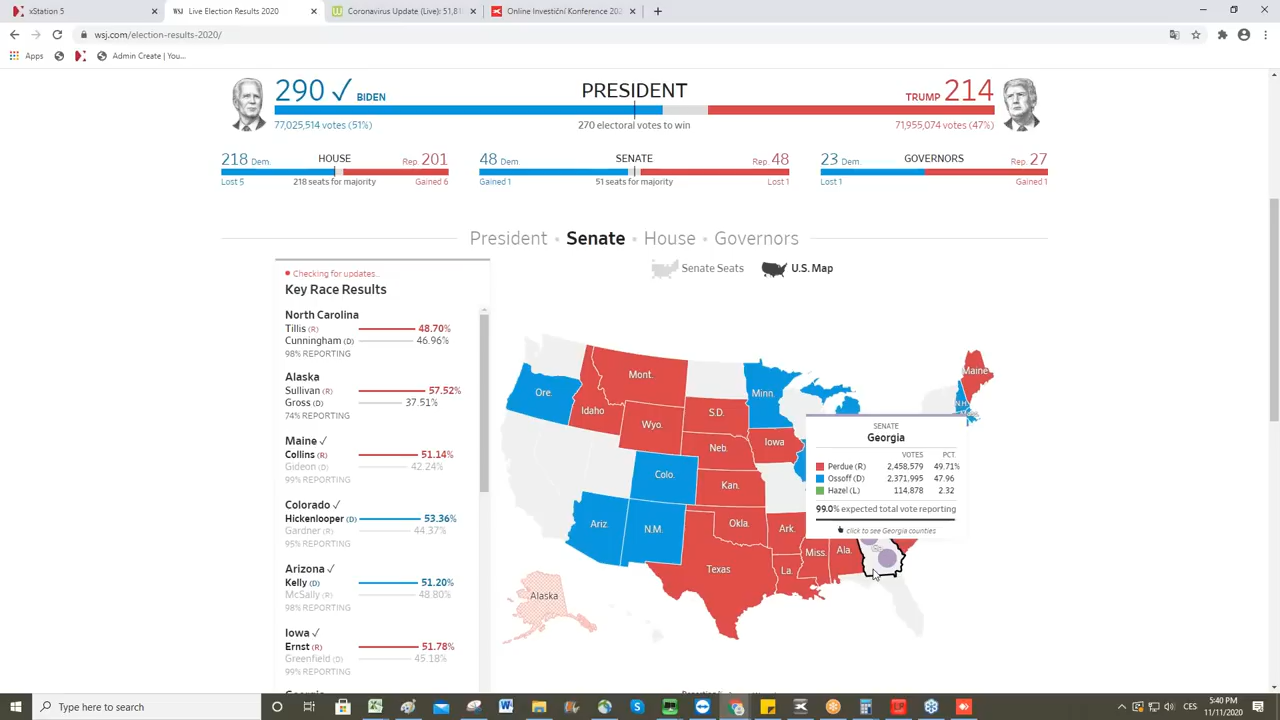 xStation 5
WSJ Live Election Results 2020
Coronavirus Update (Live): 51,81
Online Investiční Konference 202
wsj.com/election-results-2020/
Apps
Admin Create | You...
290 ✓ BIDEN
PRESIDENT
TRUMP 214
77,025,514 votes (51%)
270 electoral votes to win
71,955,074 votes (47%)
218 Dem.
HOUSE
Rep. 201
48 Dem.
SENATE
Rep. 48
23 Dem.
GOVERNORS
Rep. 27
Lost 5
218 seats for majority
Gained 6
Gained 1
51 seats for majority
Lost 1
Lost 1
Gained 1
President • Senate • House • Governors
Senate Seats
U.S. Map
Checking for updates...
Key Race Results
North Carolina
Tillis (R) 48.70%
Cunningham (D) 46.96%
98% REPORTING
Alaska
Sullivan (R) 57.52%
Gross (D) 37.51%
74% REPORTING
Maine ✓
Collins (R) 51.14%
Gideon (D) 42.24%
99% REPORTING
Colorado ✓
Hickenlooper (D) 53.36%
Gardner (R) 44.37%
95% REPORTING
Arizona ✓
Kelly (D) 51.20%
McSally (R) 48.80%
98% REPORTING
Iowa ✓
Ernst (R) 51.78%
Greenfield (D) 45.18%
99% REPORTING
Ore.
Mont.
Idaho
Wyo.
S.D.
Minn.
Neb.
Iowa
Colo.
Kan.
Ariz.
N.M.
Okla.
Ark.
Texas
La.
Miss.
Ala.
Alaska
Maine
N.H.
SENATE
Georgia
VOTES PCT.
Perdue (R) 2,458,579 49.71%
Ossoff (D) 2,371,995 47.96
Hazel (L) 114,878 2.32
99.0% expected total vote reporting
click to see Georgia counties
Type here to search
CES
5:40 PM
11/11/2020